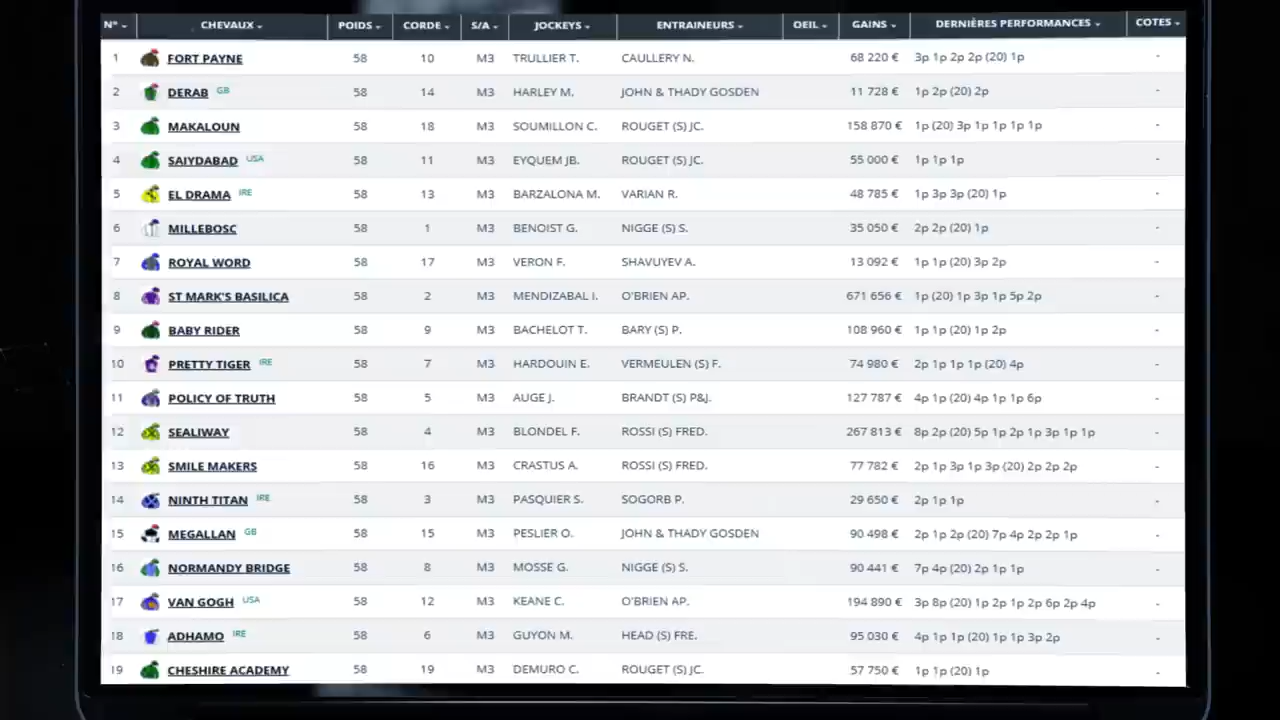 N° CHEVAUX POIDS CORDE S/A JOCKEYS ENTRAINEURS OEIL GAINS DERNIÈRES PERFORMANCES COTES
1 FORT PAYNE 58 10 M3 TRULLIER T. CAULLERY N. 68 220 € 3p 1p 2p 2p (20) 1p -
2 DERAB GB 58 14 M3 HARLEY M. JOHN & THADY GOSDEN 11 728 € 1p 2p (20) 2p -
3 MAKALOUN 58 18 M3 SOUMILLON C. ROUGET (S) JC. 158 870 € 1p (20) 3p 1p 1p 1p 1p -
4 SAIYDABAD USA 58 11 M3 EYQUEM JB. ROUGET (S) JC. 55 000 € 1p 1p 1p -
5 EL DRAMA IRE 58 13 M3 BARZALONA M. VARIAN R. 48 785 € 1p 3p 3p (20) 1p -
6 MILLEBOSC 58 1 M3 BENOIST G. NIGGE (S) S. 35 050 € 2p 2p (20) 1p -
7 ROYAL WORD 58 17 M3 VERON F. SHAVUYEV A. 13 092 € 1p 1p (20) 3p 2p -
8 ST MARK'S BASILICA 58 2 M3 MENDIZABAL I. O'BRIEN AP. 671 656 € 1p (20) 1p 3p 1p 5p 2p -
9 BABY RIDER 58 9 M3 BACHELOT T. BARY (S) P. 108 960 € 1p 1p (20) 1p 2p -
10 PRETTY TIGER IRE 58 7 M3 HARDOUIN E. VERMEULEN (S) F. 74 980 € 2p 1p 1p 1p (20) 4p -
11 POLICY OF TRUTH 58 5 M3 AUGE J. BRANDT (S) P&J. 127 787 € 4p 1p (20) 4p 1p 1p 6p -
12 SEALIWAY 58 4 M3 BLONDEL F. ROSSI (S) FRED. 267 813 € 8p 2p (20) 5p 1p 2p 1p 3p 1p 1p -
13 SMILE MAKERS 58 16 M3 CRASTUS A. ROSSI (S) FRED. 77 782 € 2p 1p 3p 1p 3p (20) 2p 2p 2p -
14 NINTH TITAN IRE 58 3 M3 PASQUIER S. SOGORB P. 29 650 € 2p 1p 1p -
15 MEGALLAN GB 58 15 M3 PESLIER O. JOHN & THADY GOSDEN 90 498 € 2p 1p 2p (20) 7p 4p 2p 2p 1p -
16 NORMANDY BRIDGE 58 8 M3 MOSSE G. NIGGE (S) S. 90 441 € 7p 4p (20) 2p 1p 1p -
17 VAN GOGH USA 58 12 M3 KEANE C. O'BRIEN AP. 194 890 € 3p 8p (20) 1p 2p 1p 2p 6p 2p 4p -
18 ADHAMO IRE 58 6 M3 GUYON M. HEAD (S) FRE. 95 030 € 4p 1p 1p (20) 1p 1p 3p 2p -
19 CHESHIRE ACADEMY 58 19 M3 DEMURO C. ROUGET (S) JC. 57 750 € 1p 1p (20) 1p -